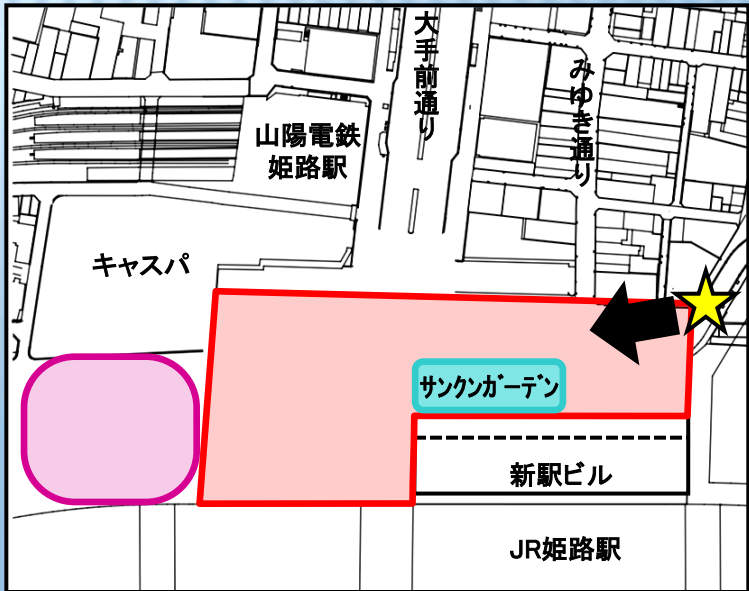 大手前通り
みゆき通り
山陽電鉄
姫路駅
キャスパ
サンクンガーデン
新駅ビル
JR姫路駅